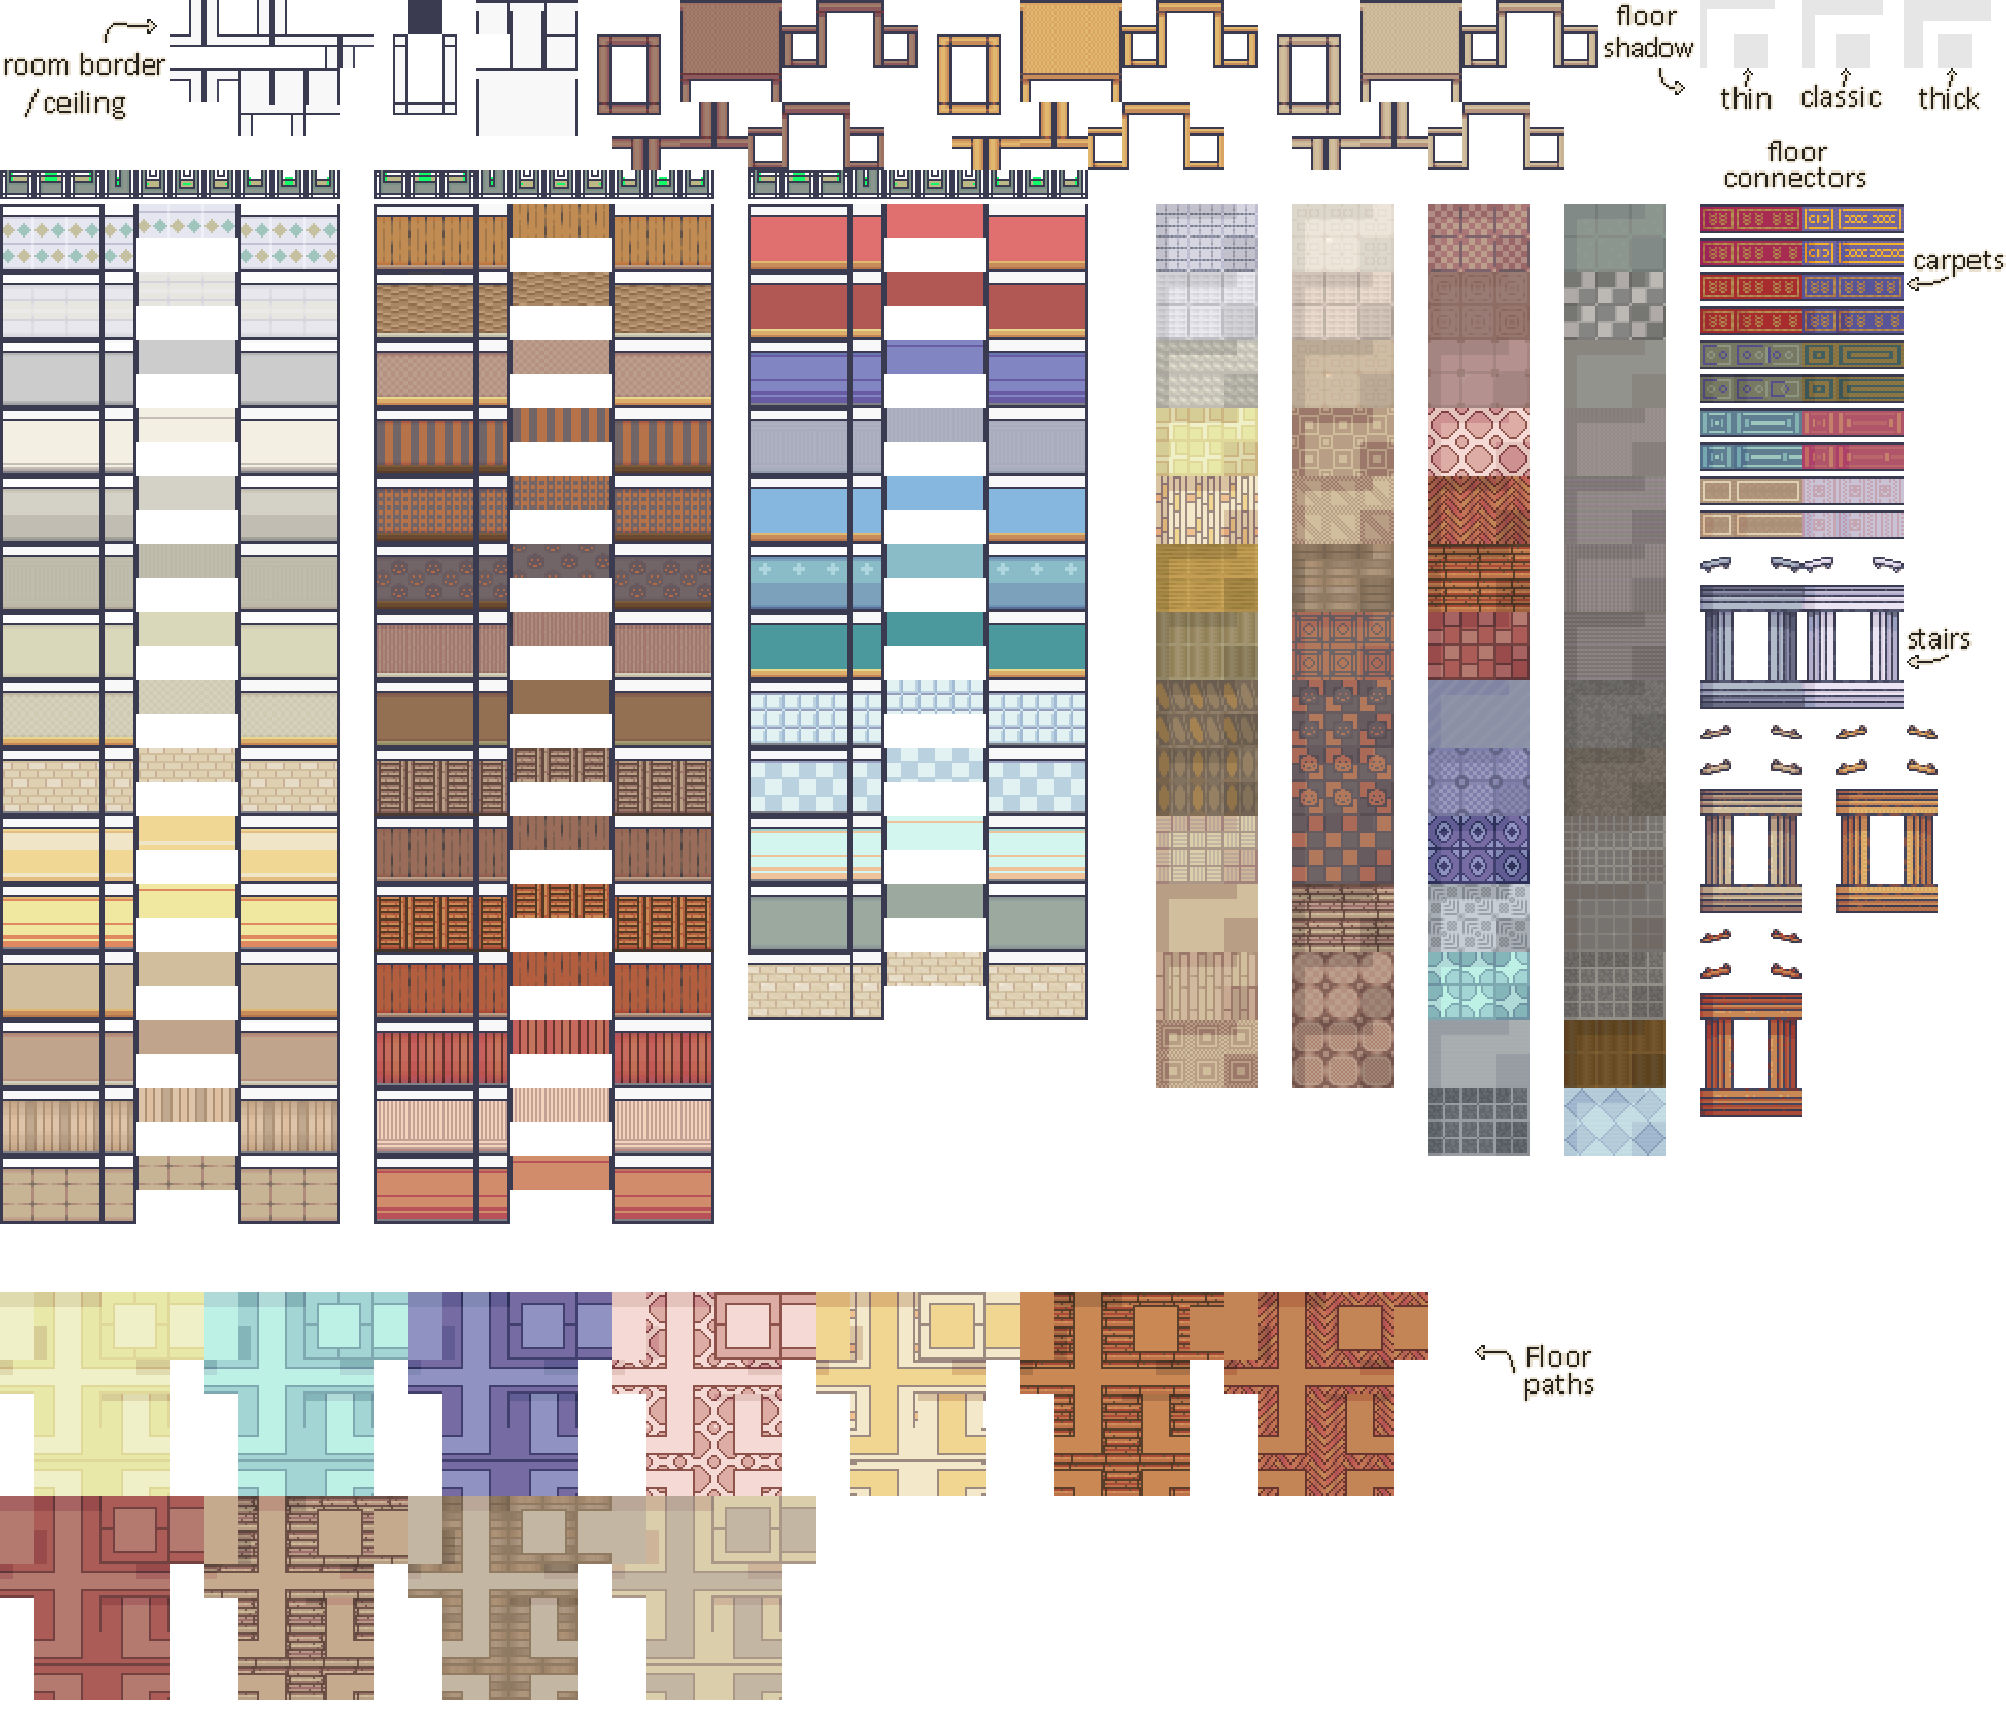 room border
/ ceiling
floor
shadow
thin
classic
thick
floor
connectors
carpets
stairs
Floor
paths